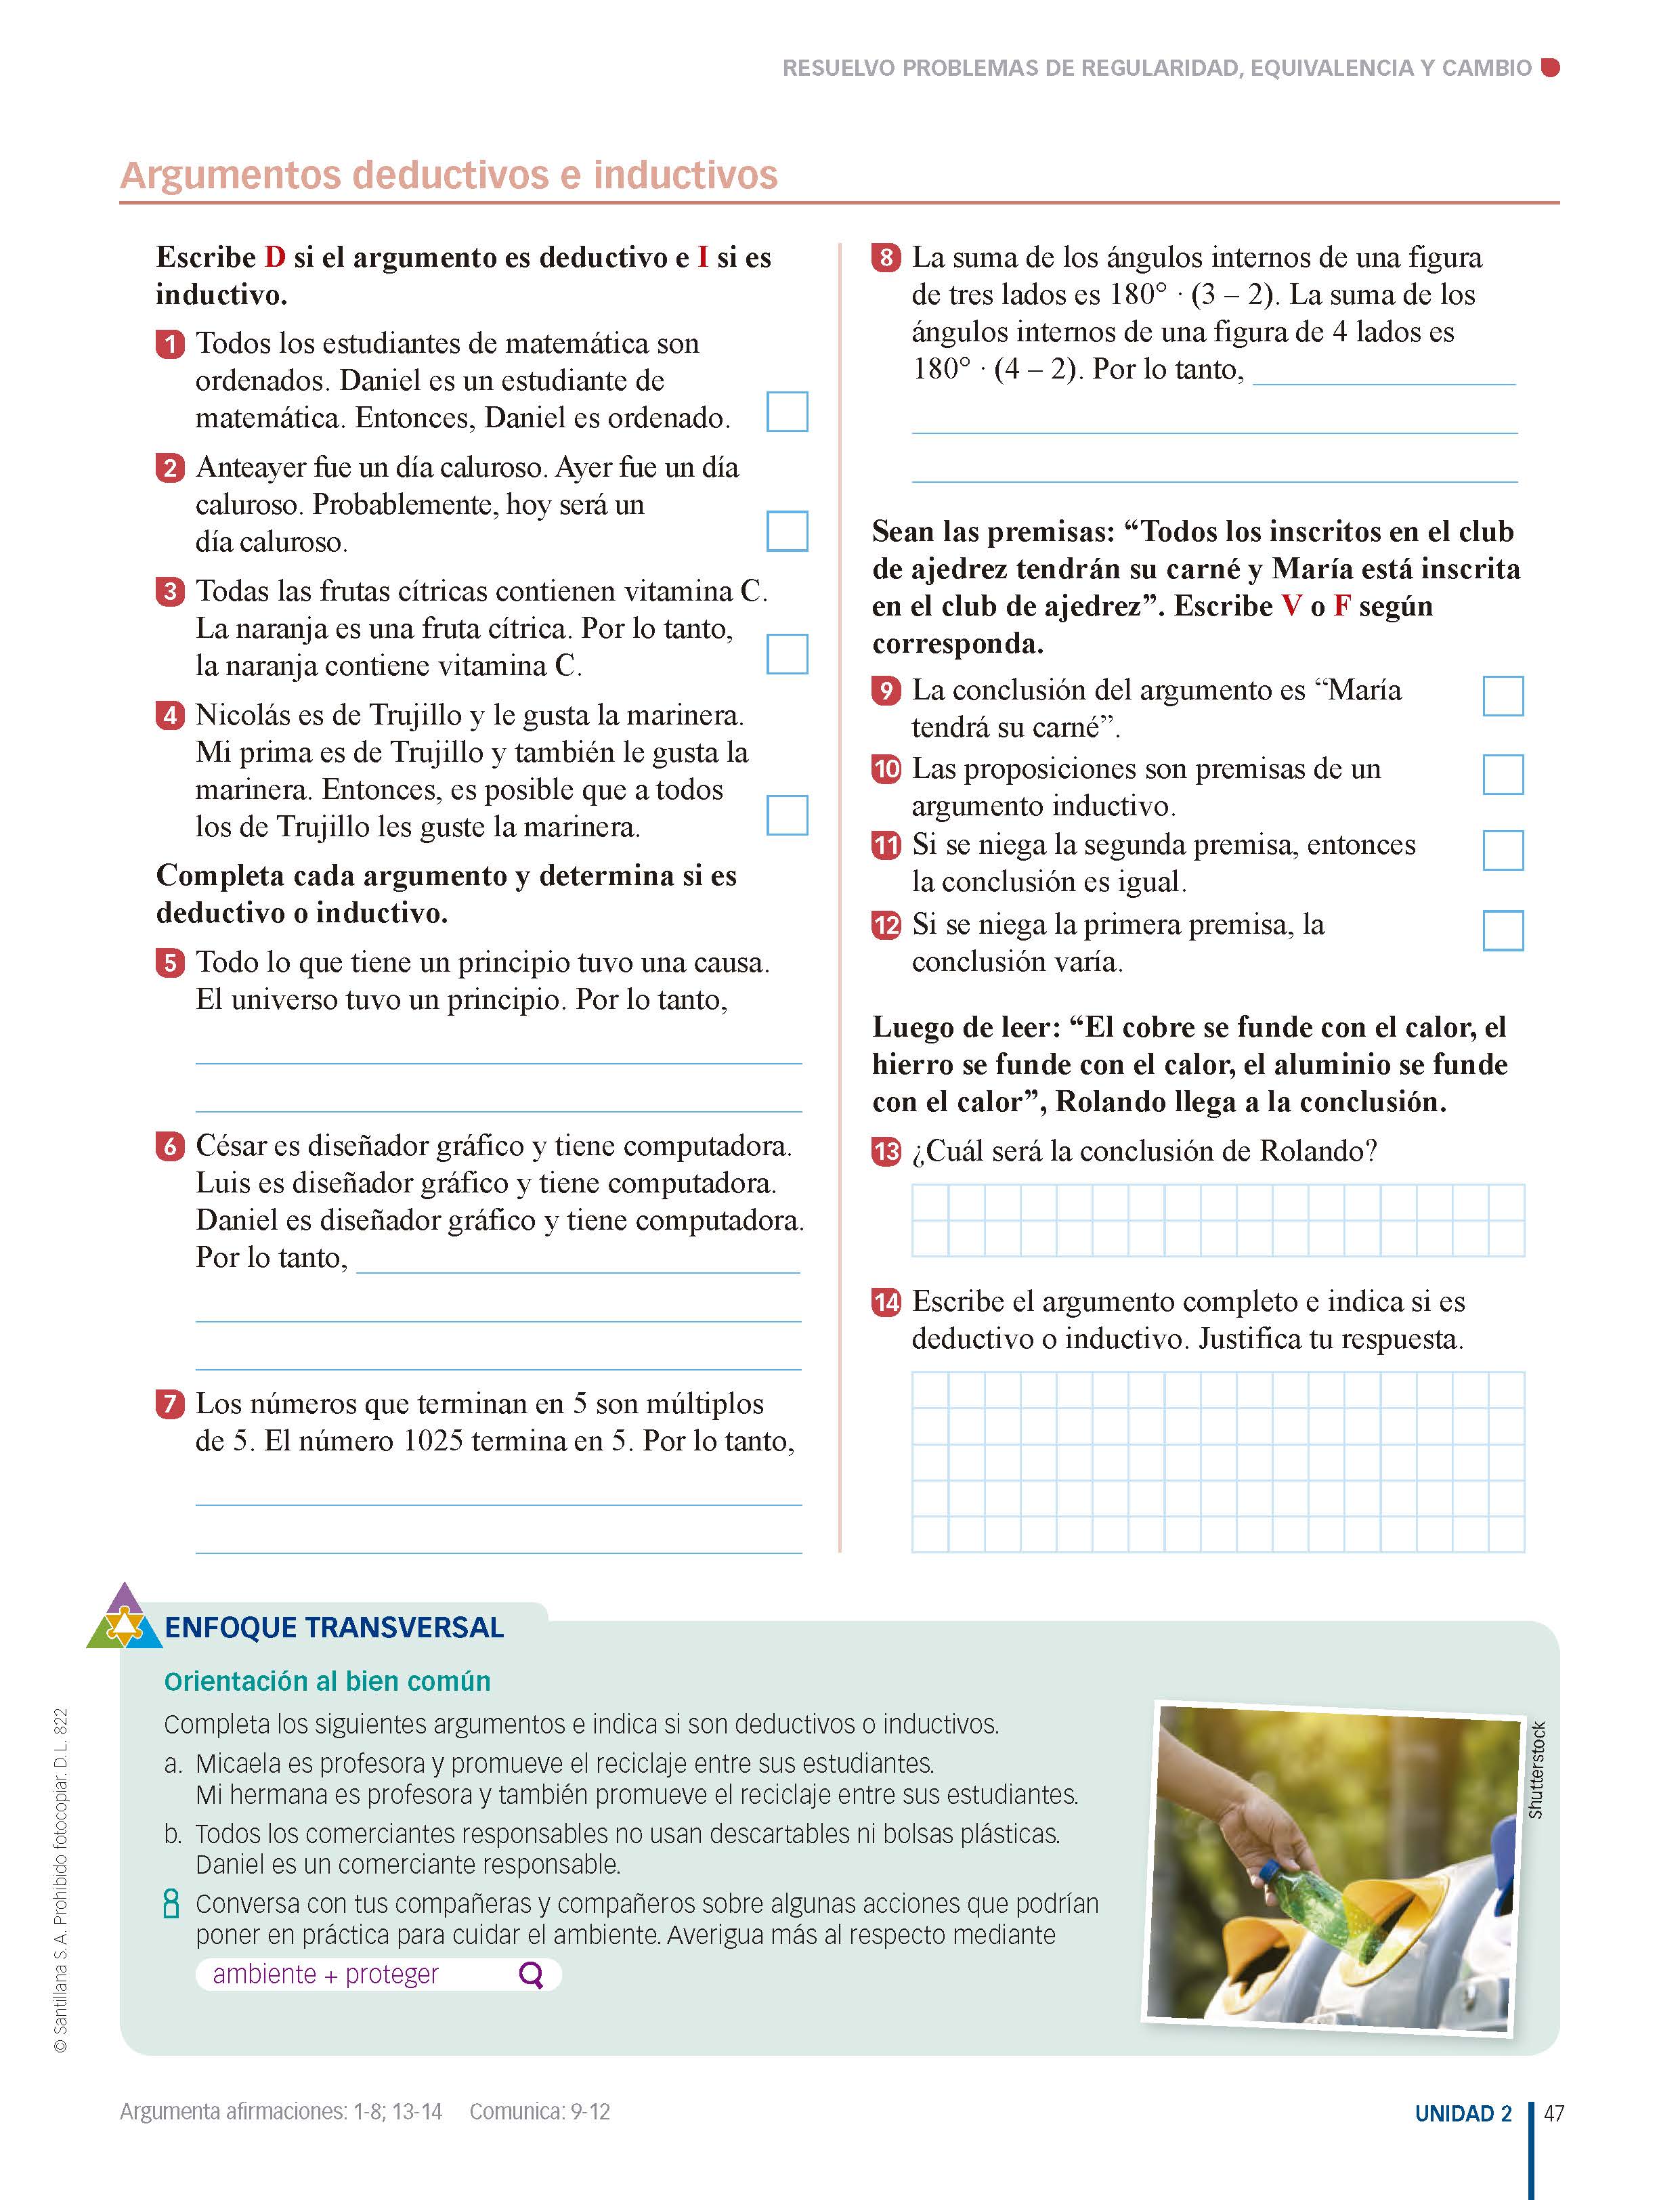 RESUELVO PROBLEMAS DE REGULARIDAD, EQUIVALENCIA Y CAMBIO
Argumentos deductivos e inductivos
Escribe D si el argumento es deductivo e I si es
inductivo.
1 Todos los estudiantes de matemática son
ordenados. Daniel es un estudiante de
matemática. Entonces, Daniel es ordenado.
2 Anteayer fue un día caluroso. Ayer fue un día
caluroso. Probablemente, hoy será un
día caluroso.
3 Todas las frutas cítricas contienen vitamina C.
La naranja es una fruta cítrica. Por lo tanto,
la naranja contiene vitamina C.
4 Nicolás es de Trujillo y le gusta la marinera.
Mi prima es de Trujillo y también le gusta la
marinera. Entonces, es posible que a todos
los de Trujillo les guste la marinera.
Completa cada argumento y determina si es
deductivo o inductivo.
5 Todo lo que tiene un principio tuvo una causa.
El universo tuvo un principio. Por lo tanto,
6 César es diseñador gráfico y tiene computadora.
Luis es diseñador gráfico y tiene computadora.
Daniel es diseñador gráfico y tiene computadora.
Por lo tanto,
7 Los números que terminan en 5 son múltiplos
de 5. El número 1025 termina en 5. Por lo tanto,
8 La suma de los ángulos internos de una figura
de tres lados es 180° · (3 – 2). La suma de los
ángulos internos de una figura de 4 lados es
180° · (4 – 2). Por lo tanto,
Sean las premisas: “Todos los inscritos en el club
de ajedrez tendrán su carné y María está inscrita
en el club de ajedrez”. Escribe V o F según
corresponda.
9 La conclusión del argumento es “María
tendrá su carné”.
10 Las proposiciones son premisas de un
argumento inductivo.
11 Si se niega la segunda premisa, entonces
la conclusión es igual.
12 Si se niega la primera premisa, la
conclusión varía.
Luego de leer: “El cobre se funde con el calor, el
hierro se funde con el calor, el aluminio se funde
con el calor”, Rolando llega a la conclusión.
13 ¿Cuál será la conclusión de Rolando?
14 Escribe el argumento completo e indica si es
deductivo o inductivo. Justifica tu respuesta.
ENFOQUE TRANSVERSAL
Orientación al bien común
Completa los siguientes argumentos e indica si son deductivos o inductivos.
a. Micaela es profesora y promueve el reciclaje entre sus estudiantes.
Mi hermana es profesora y también promueve el reciclaje entre sus estudiantes.
b. Todos los comerciantes responsables no usan descartables ni bolsas plásticas.
Daniel es un comerciante responsable.
Conversa con tus compañeras y compañeros sobre algunas acciones que podrían
poner en práctica para cuidar el ambiente. Averigua más al respecto mediante
ambiente + proteger
Shutterstock
© Santillana S. A. Prohibido fotocopiar. D. L. 822
Argumenta afirmaciones: 1-8; 13-14 Comunica: 9-12
UNIDAD 2 47